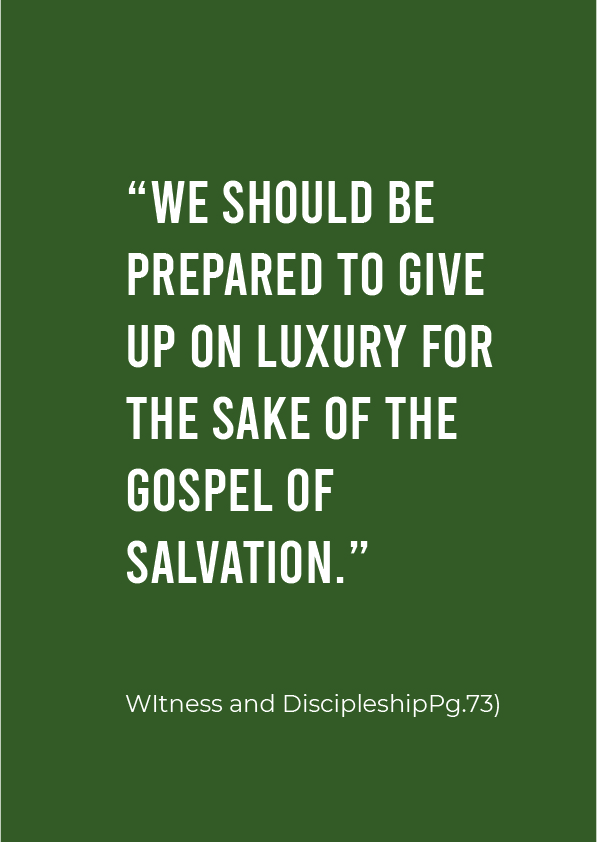 “WE SHOULD BE
PREPARED TO GIVE
UP ON LUXURY FOR
THE SAKE OF THE
GOSPEL OF
SALVATION.”
WItness and DiscipleshipPg.73)